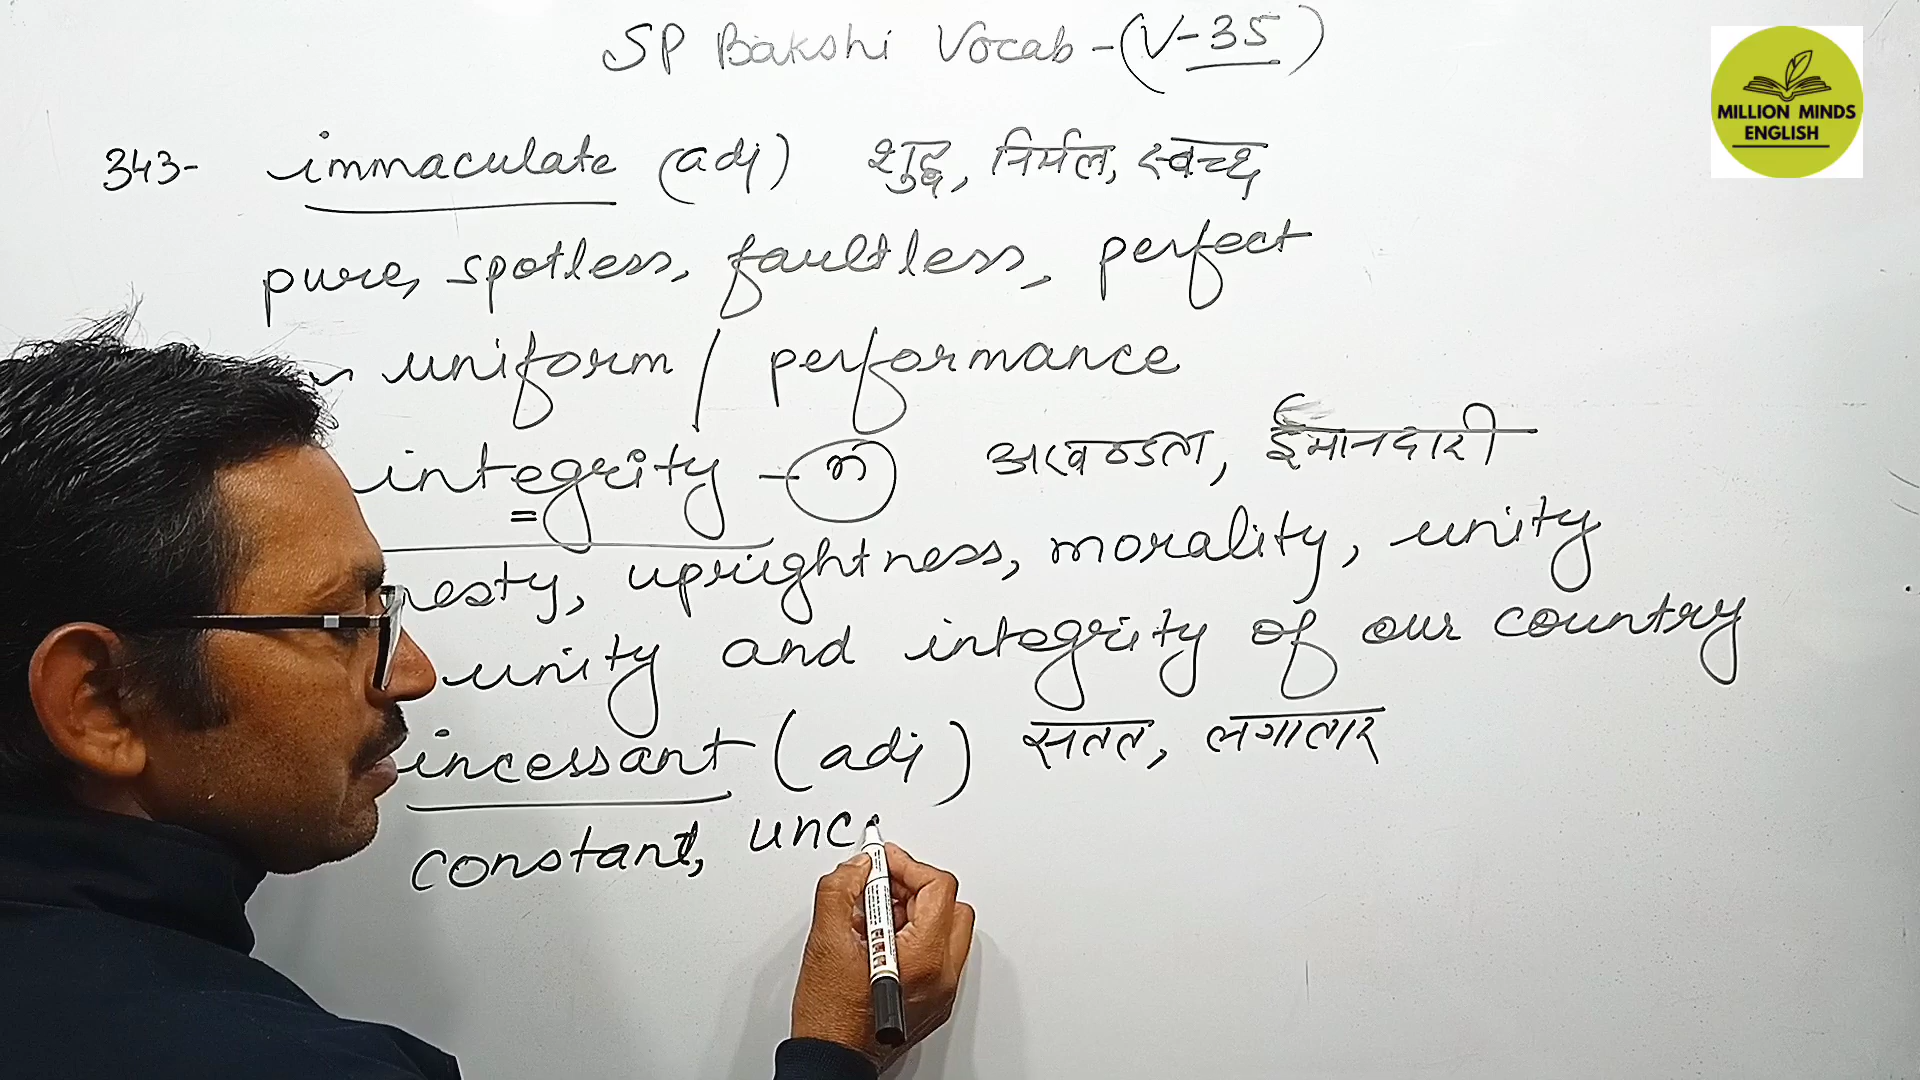 SP Bakshi Vocab - (V-35)
MILLION MINDS
ENGLISH
343- immaculate (adj) शुद्ध, निर्मल, स्वच्छ
pure, spotless, faultless, perfect
uniform / performance
integrity - n अखण्डता, ईमानदारी
nesty, uprightness, morality, unity
unity and integrity of our country
incessant (adj) सतत, लगातार
constant, unc